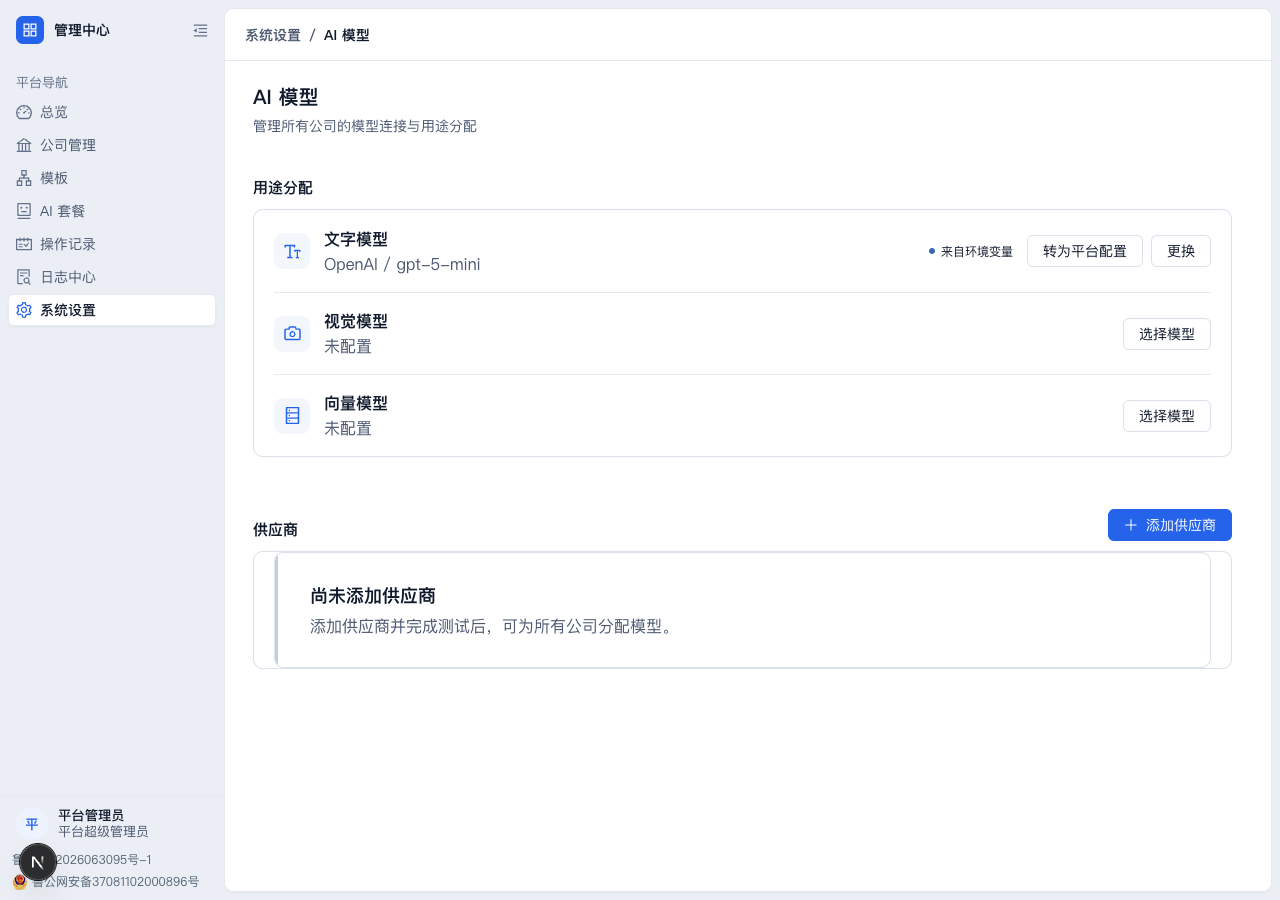 管理中心
平台导航
总览
公司管理
模板
AI 套餐
操作记录
日志中心
系统设置
平台管理员
平台超级管理员
2026063095号-1
公网安备37081102000896号
系统设置 / AI 模型
AI 模型
管理所有公司的模型连接与用途分配
用途分配
文字模型
OpenAI / gpt-5-mini
来自环境变量
转为平台配置
更换
视觉模型
未配置
选择模型
向量模型
未配置
选择模型
供应商
添加供应商
尚未添加供应商
添加供应商并完成测试后，可为所有公司分配模型。